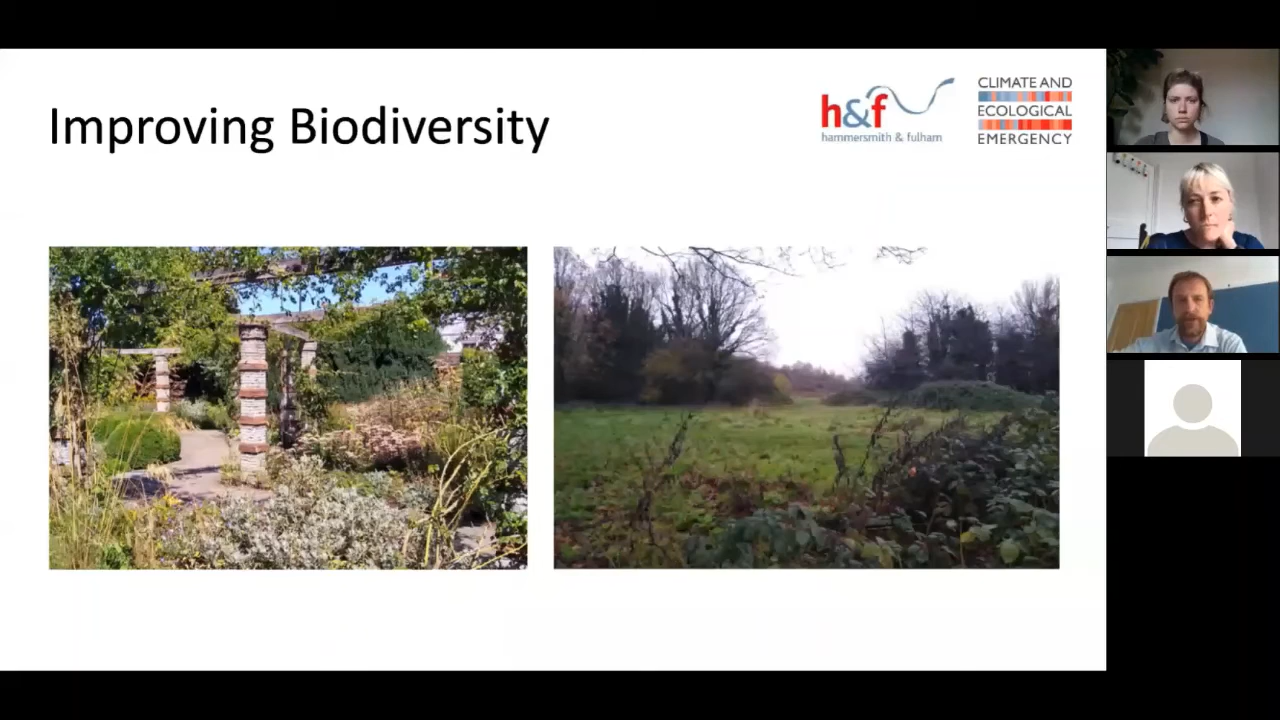 Improving Biodiversity
h&f
hammersmith & fulham
CLIMATE AND
ECOLOGICAL
EMERGENCY